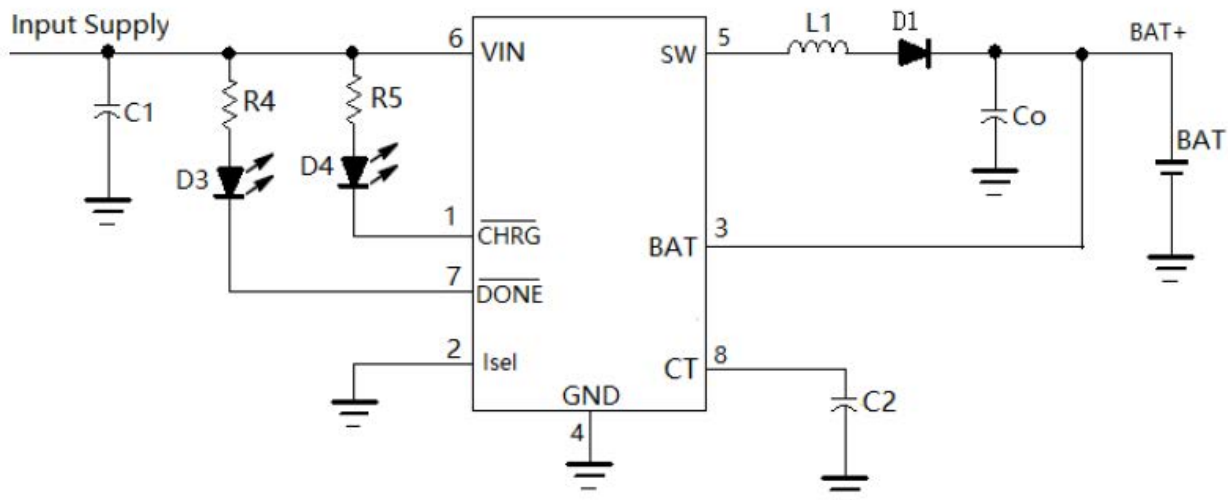 Input Supply
C1
R4
R5
D3
D4
6
VIN
1
CHRG
7
DONE
2
Isel
GND
4
SW
5
L1
D1
Co
BAT+
BAT
BAT
3
CT
8
C2